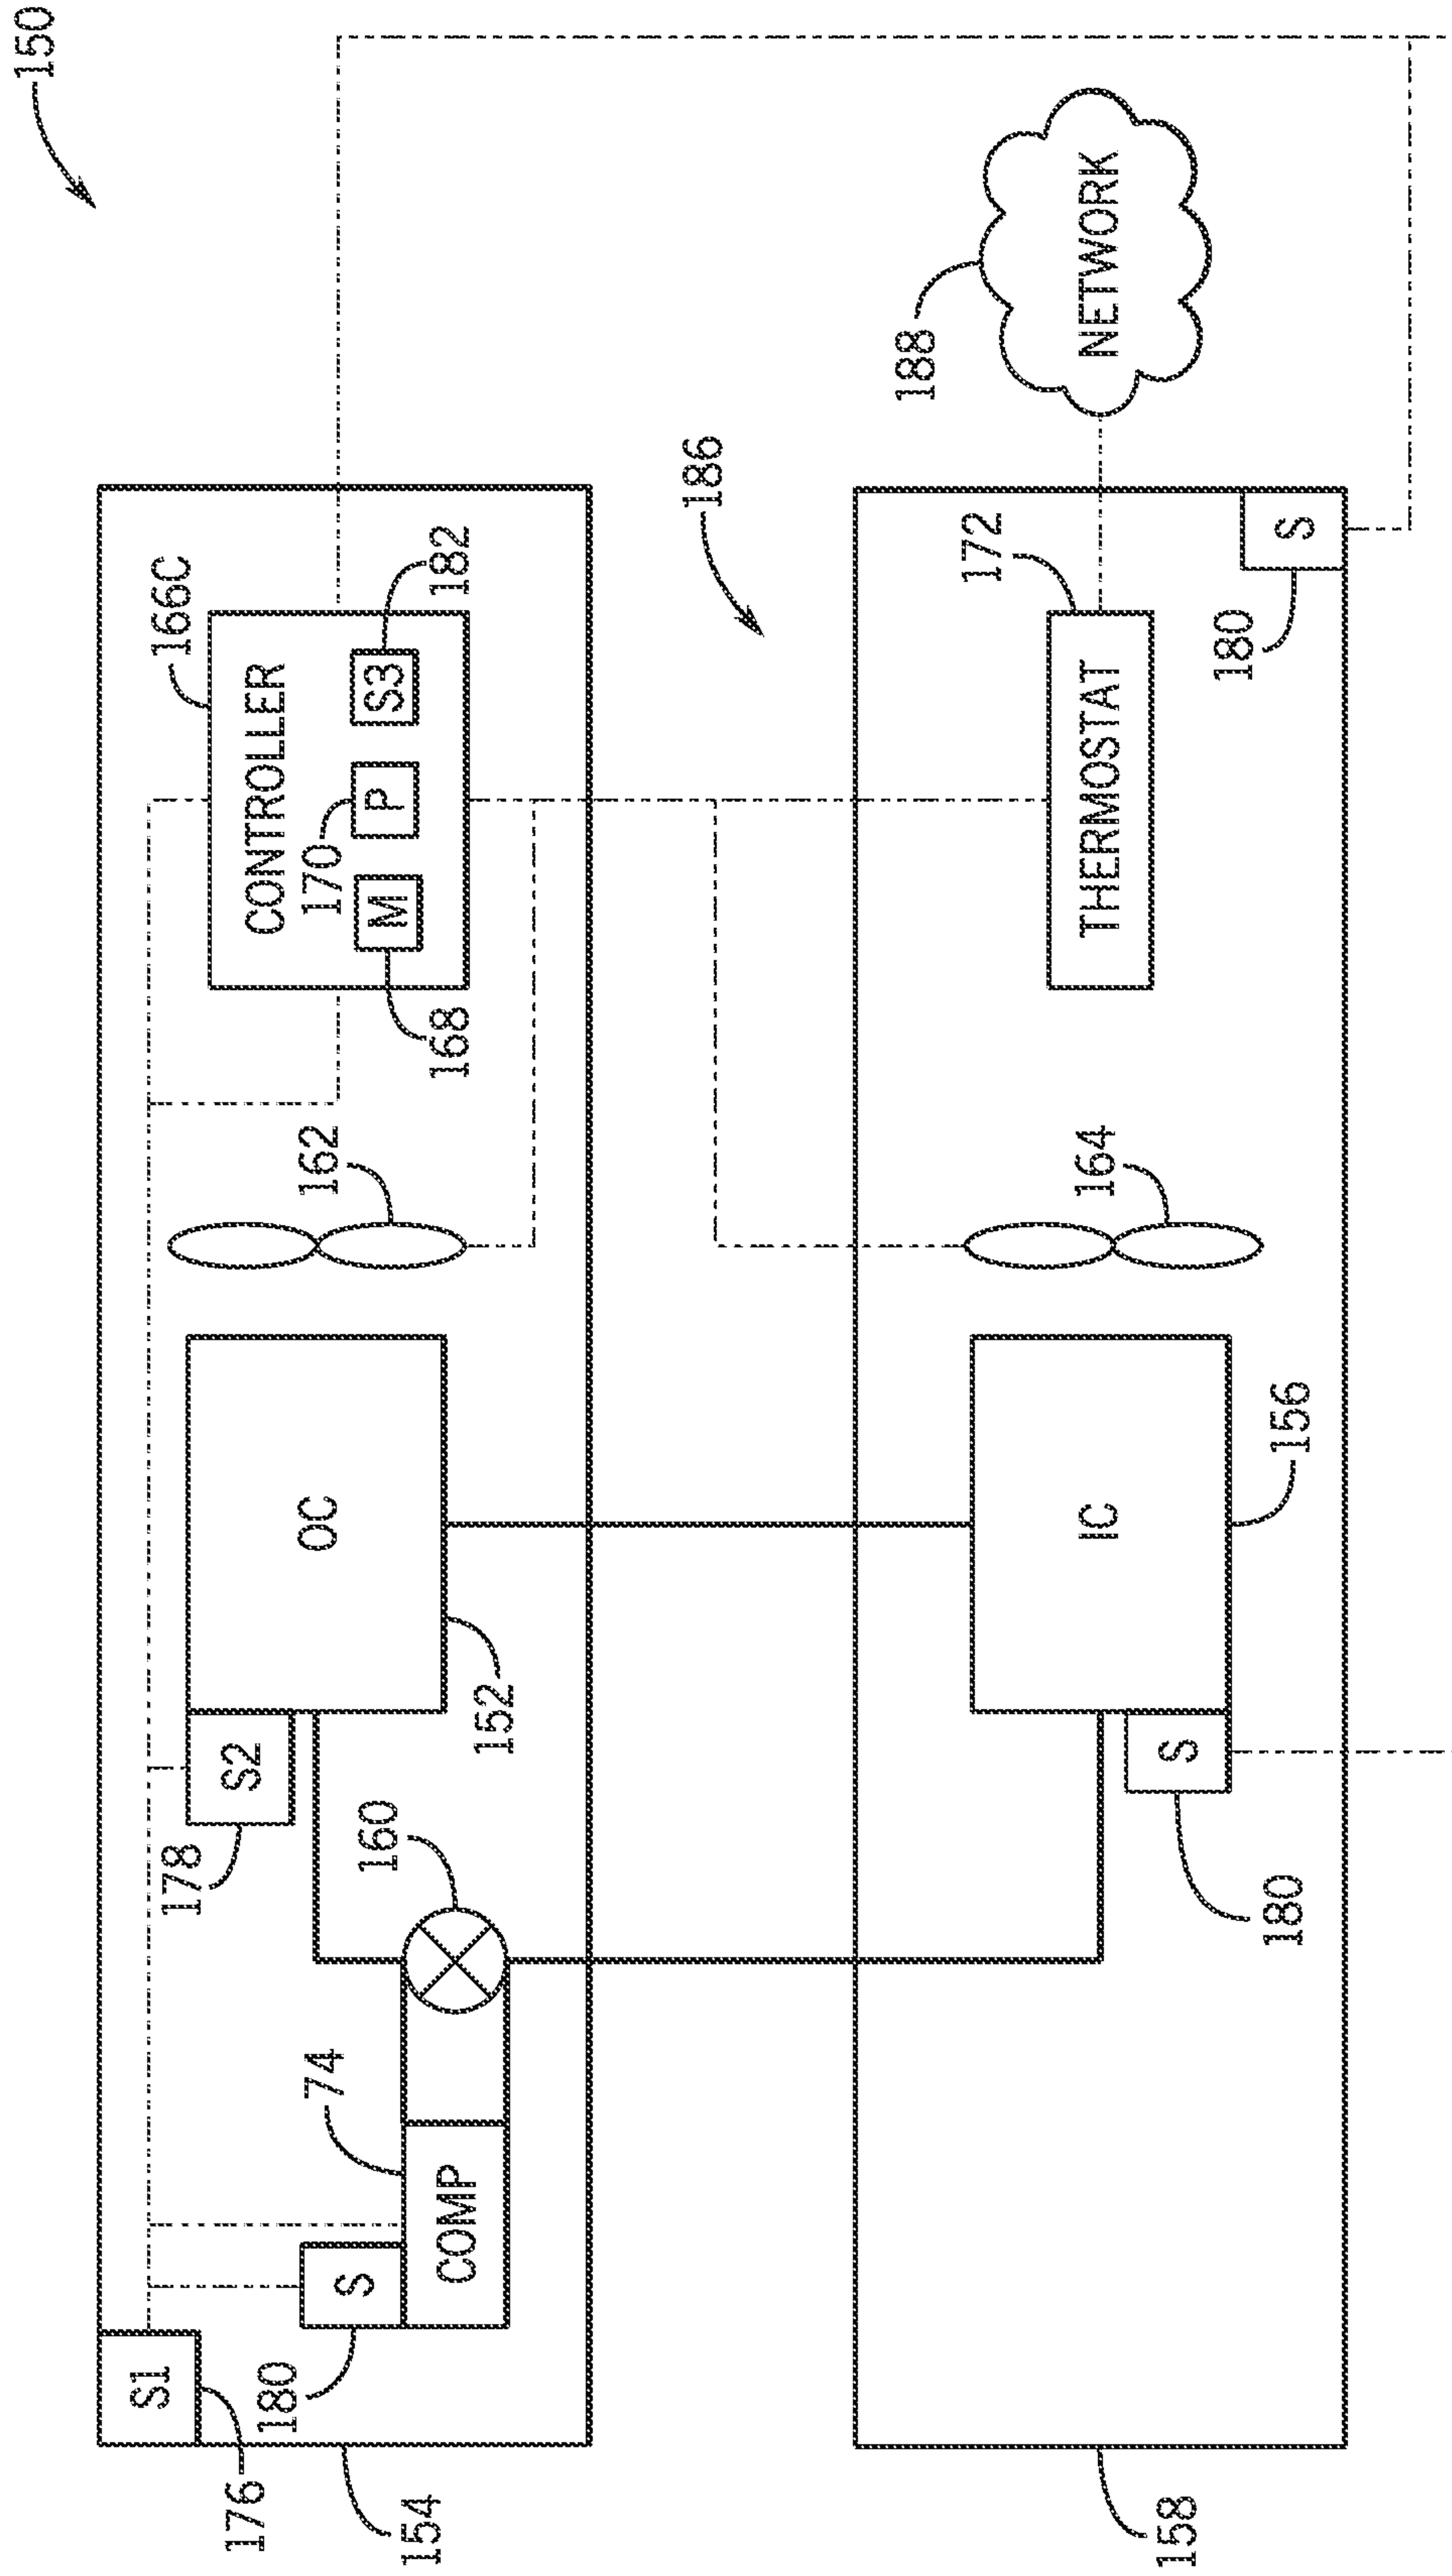 150
154
176
S1
180
S
COMP
74
160
178
S2
OC
152
162
166C
CONTROLLER
168
M
170
P
S3
182
186
158
180
S
IC
156
164
THERMOSTAT
172
180
S
188
NETWORK